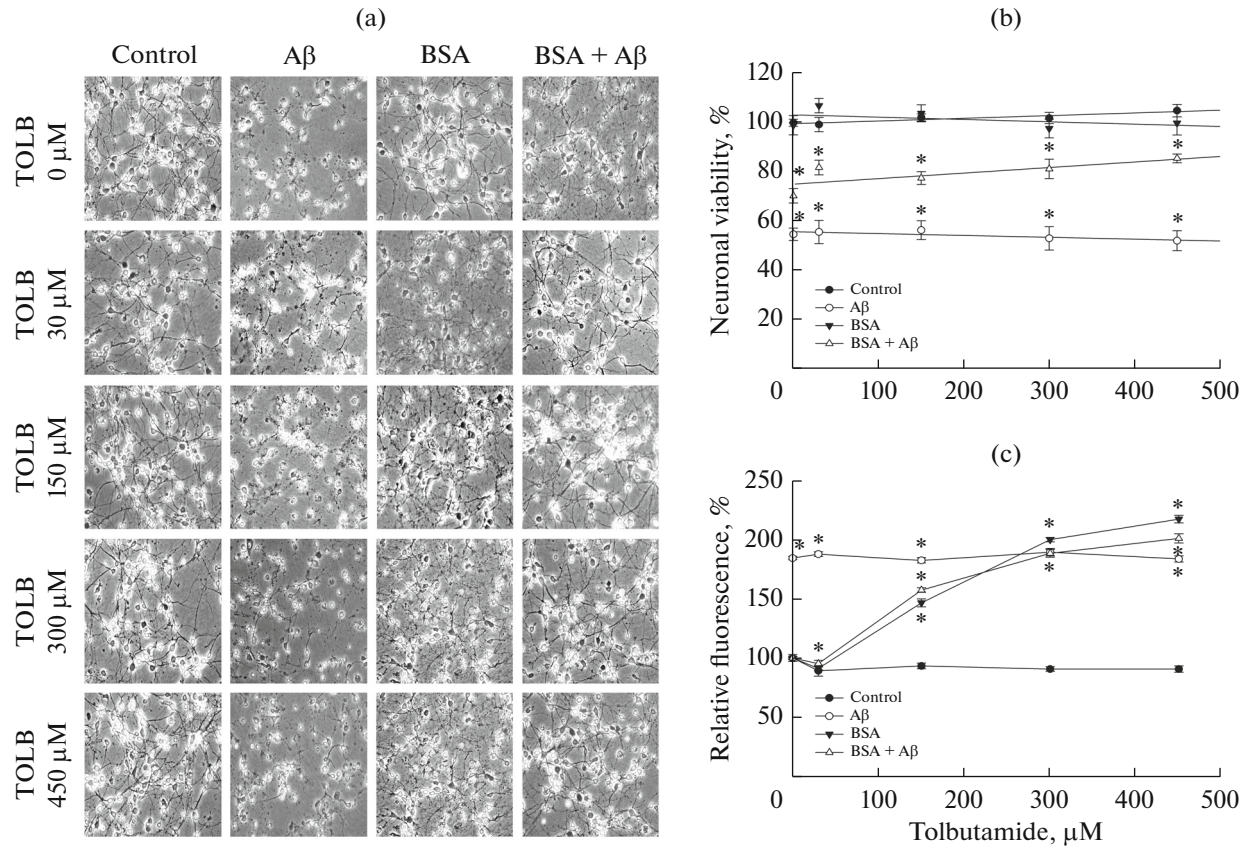 (a)
Control Aβ BSA BSA + Aβ
TOLB
0 μM
TOLB
30 μM
TOLB
150 μM
TOLB
300 μM
TOLB
450 μM
(b)
Neuronal viability, %
120
100
80
60
40
20
* * * * *
* * * * *
Control
Aβ
BSA
BSA + Aβ
0 100 200 300 400 500
(c)
Relative fluorescence, %
250
200
150
100
50
* * * * *
* * *
* * *
*
Control
Aβ
BSA
BSA + Aβ
0 100 200 300 400 500
Tolbutamide, μM